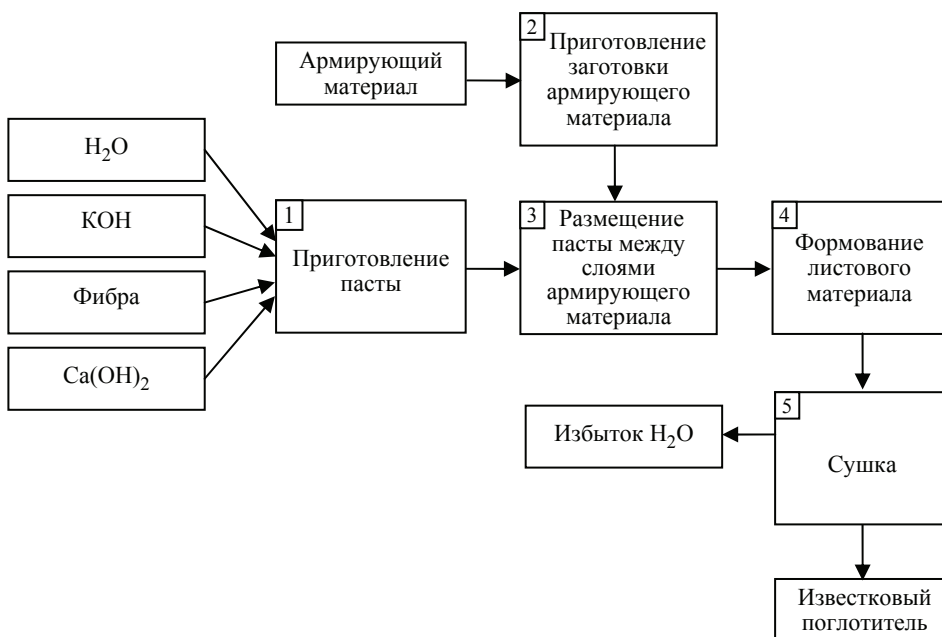 Армирующий
материал
2
Приготовление
заготовки
армирующего
материала
H₂O
KOH
Фибра
Ca(OH)₂
1
Приготовление
пасты
3
Размещение
пасты между
слоями
армирующего
материала
4
Формование
листового
материала
Избыток H₂O
5
Сушка
Известковый
поглотитель